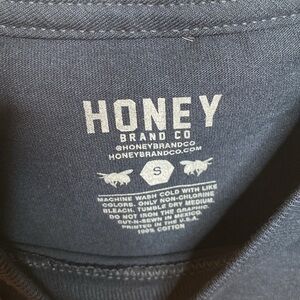 HONEY
BRAND CO
@HONEYBRANDCO
HONEYBRANDCO.COM
S
MACHINE WASH COLD WITH LIKE
COLORS. ONLY NON-CHLORINE
BLEACH. TUMBLE DRY MEDIUM.
DO NOT IRON THE GRAPHIC.
CUT-N-SEWN IN MEXICO.
PRINTED IN THE U.S.A.
100% COTTON